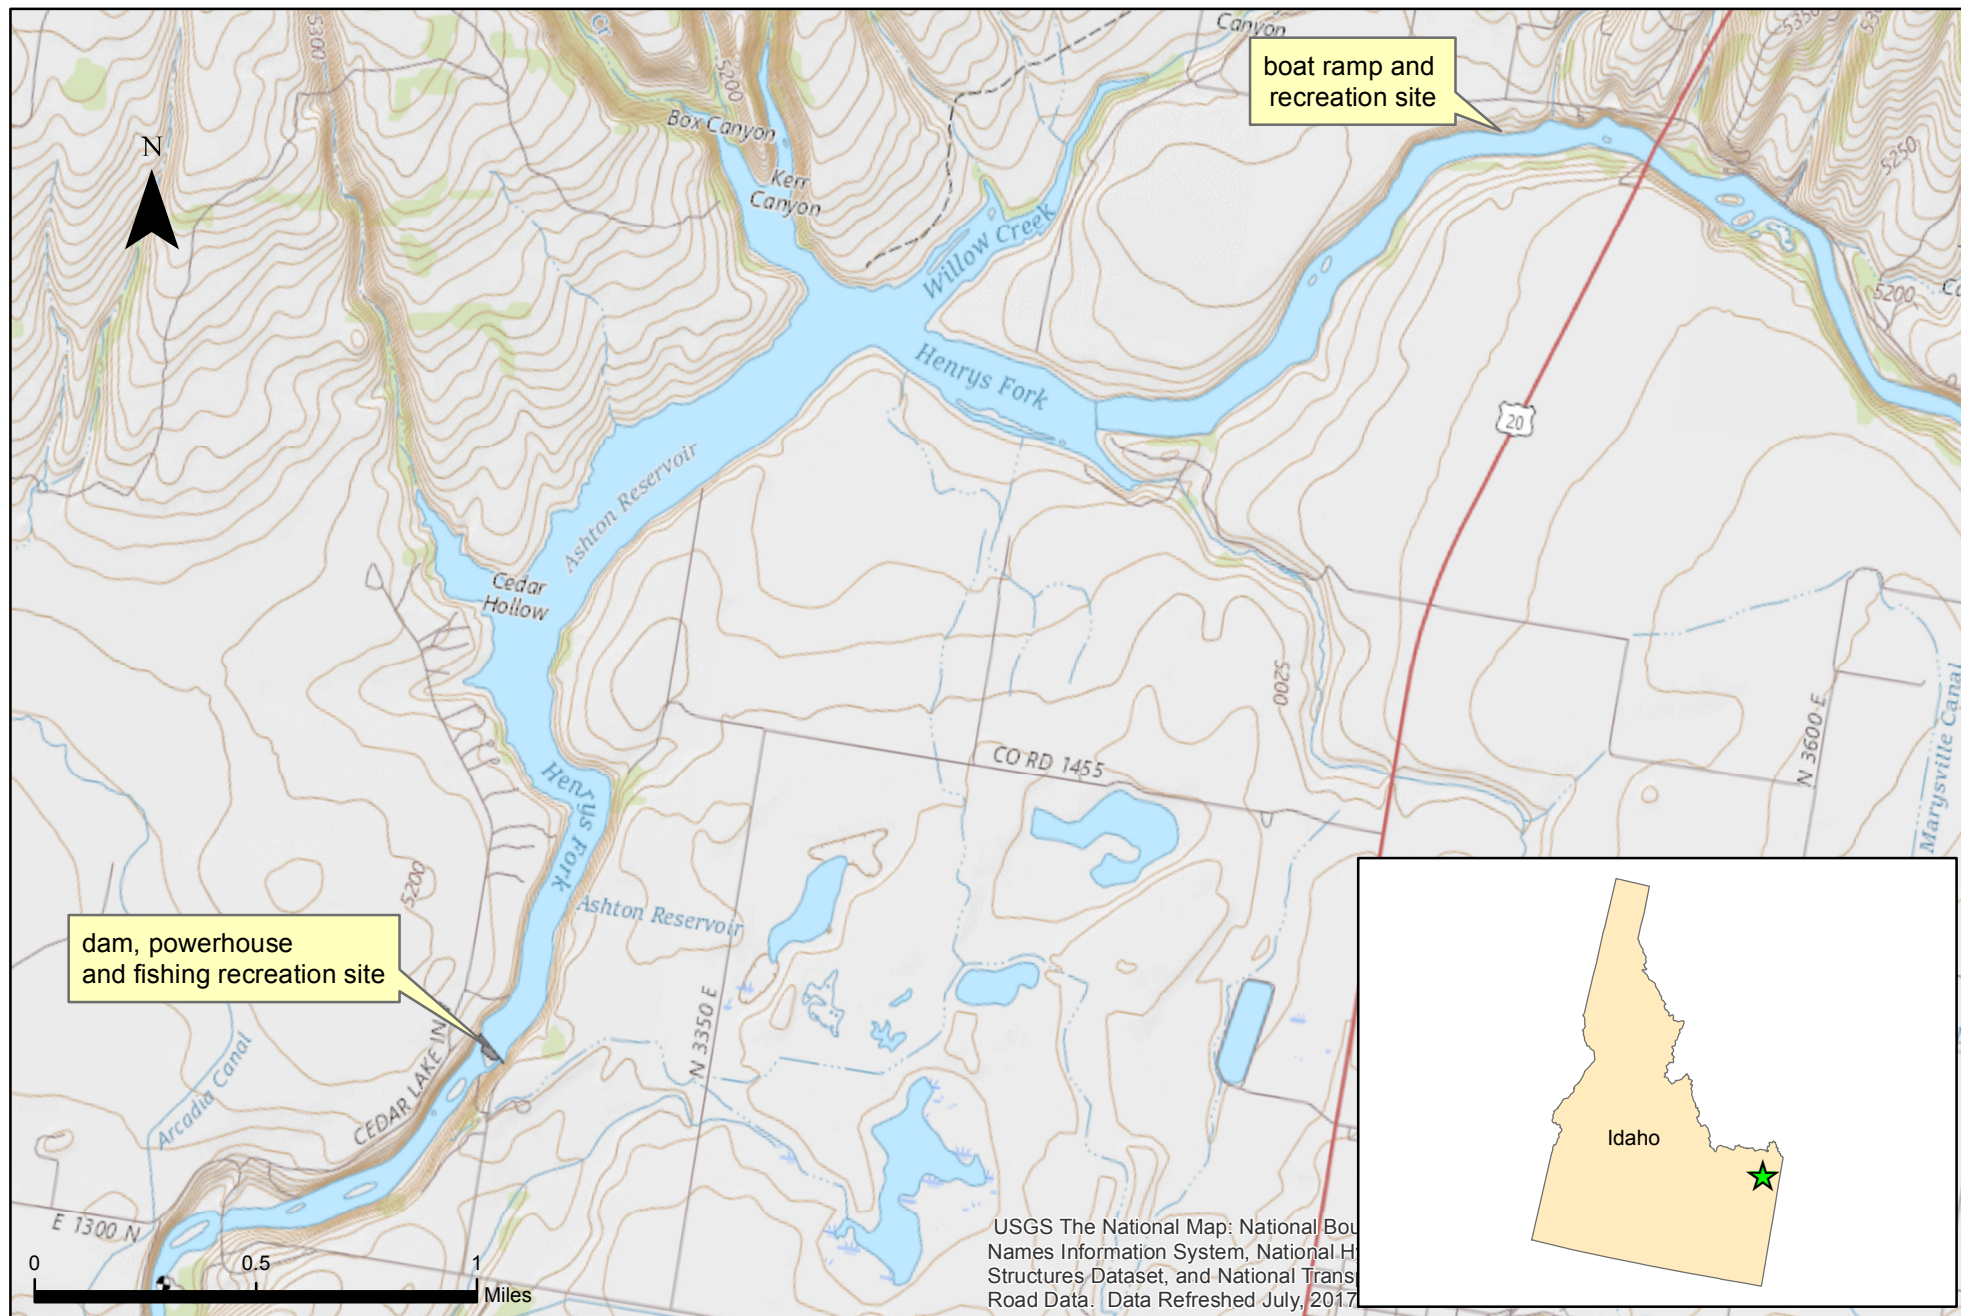 5300
Cr
5200
Canyon
5350
boat ramp and
recreation site
Box Canyon
N
Kerr
Canyon
5250
Willow Creek
5200
Henrys Fork
20
Ashton Reservoir
Cedar
Hollow
5200
Marysville Canal
N 3600 E
CO RD 1455
Henrys Fork
5200
Ashton Reservoir
dam, powerhouse
and fishing recreation site
N 3350 E
CEDAR LAKE LN
Arcadia Canal
Idaho
E 1300 N
0 0.5 1
Miles
USGS The National Map: National Bou
Names Information System, National H
Structures Dataset, and National Trans
Road Data. Data Refreshed July, 2017